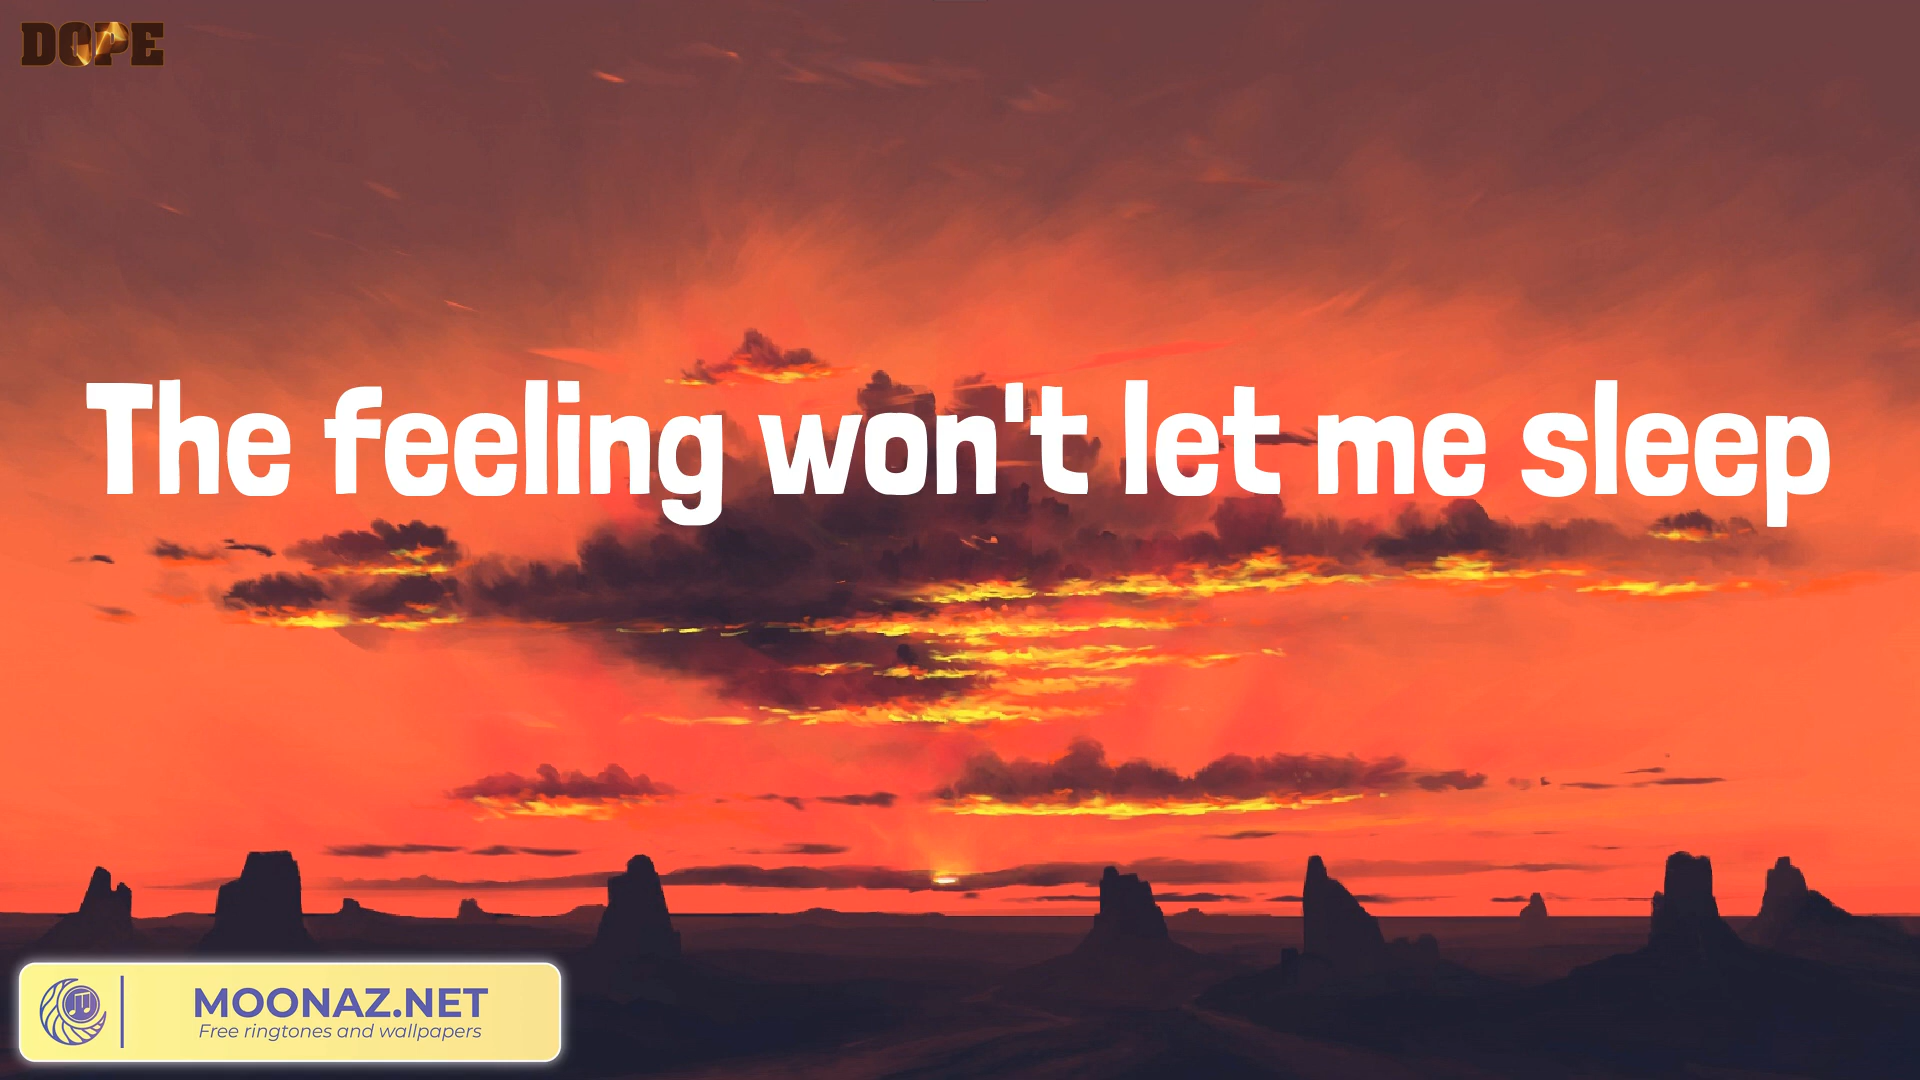 DOPE
The feeling won't let me sleep
MOONAZ.NET
Free ringtones and wallpapers